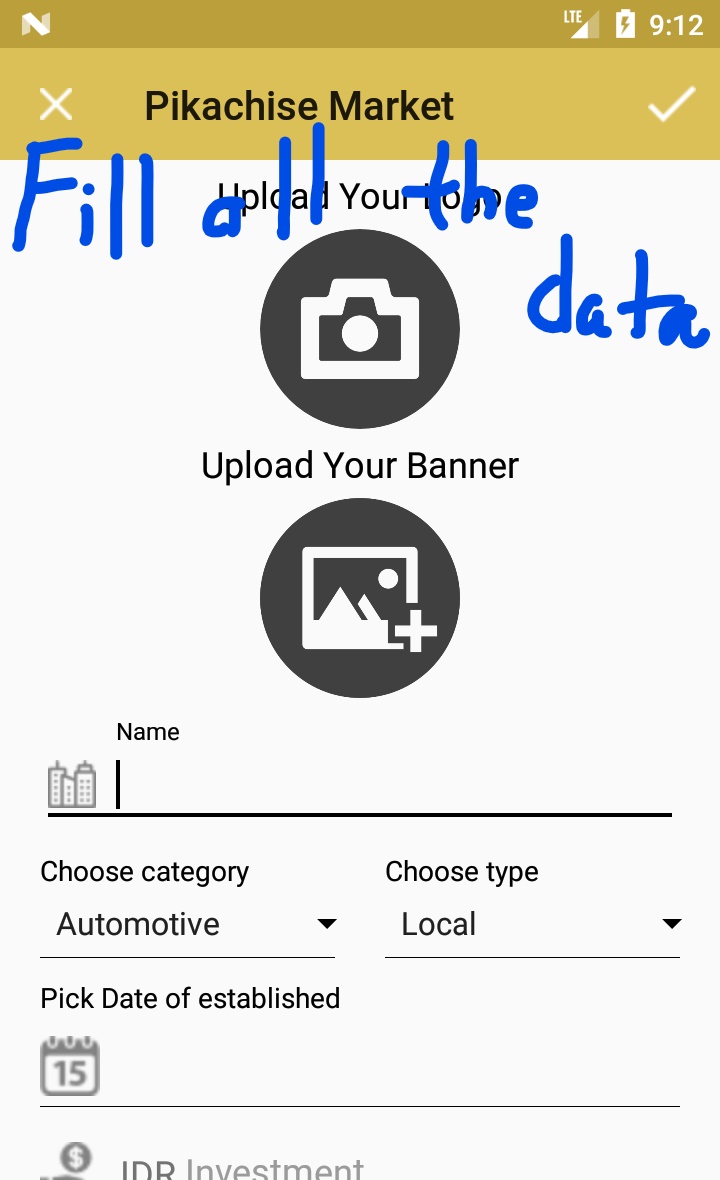 LTE 9:12
Pikachise Market
Fill all the
Upload Your Logo
data
Upload Your Banner
Name
Choose category Choose type
Automotive Local
Pick Date of established
15
IDR Investment